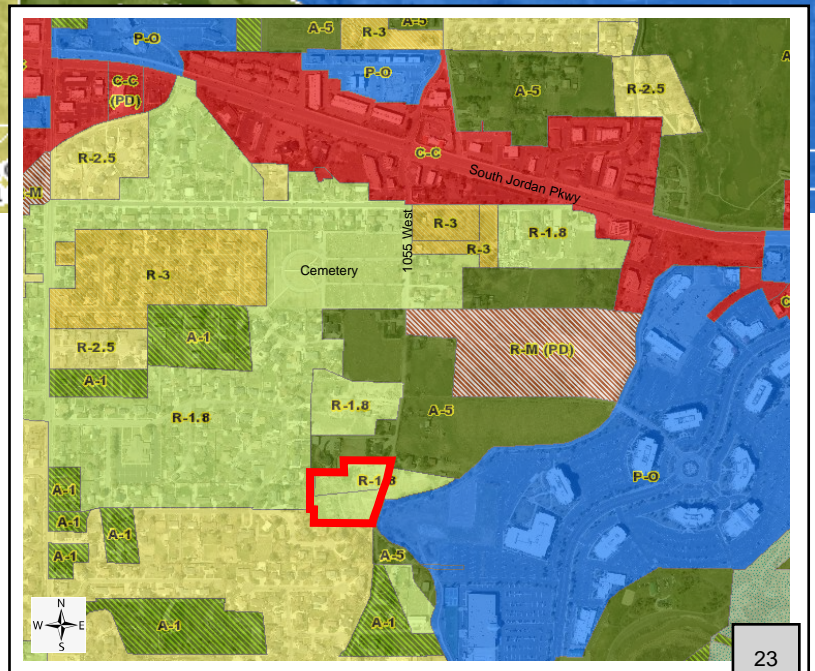 A-5
R-3
A-5
P-O
P-O
C-C
(PD)
A-5
R-2.5
C-C
South Jordan Pkwy
R-2.5
-M
R-3
R-3
R-1.8
1055 West
Cemetery
R-3
R-2.5
A-1
A-1
R-M (PD)
R-1.8
R-1.8
A-5
R-1.8
P-O
A-1
A-1
A-1
A-1
A-5
A-1
A-1
N
W
E
S
23